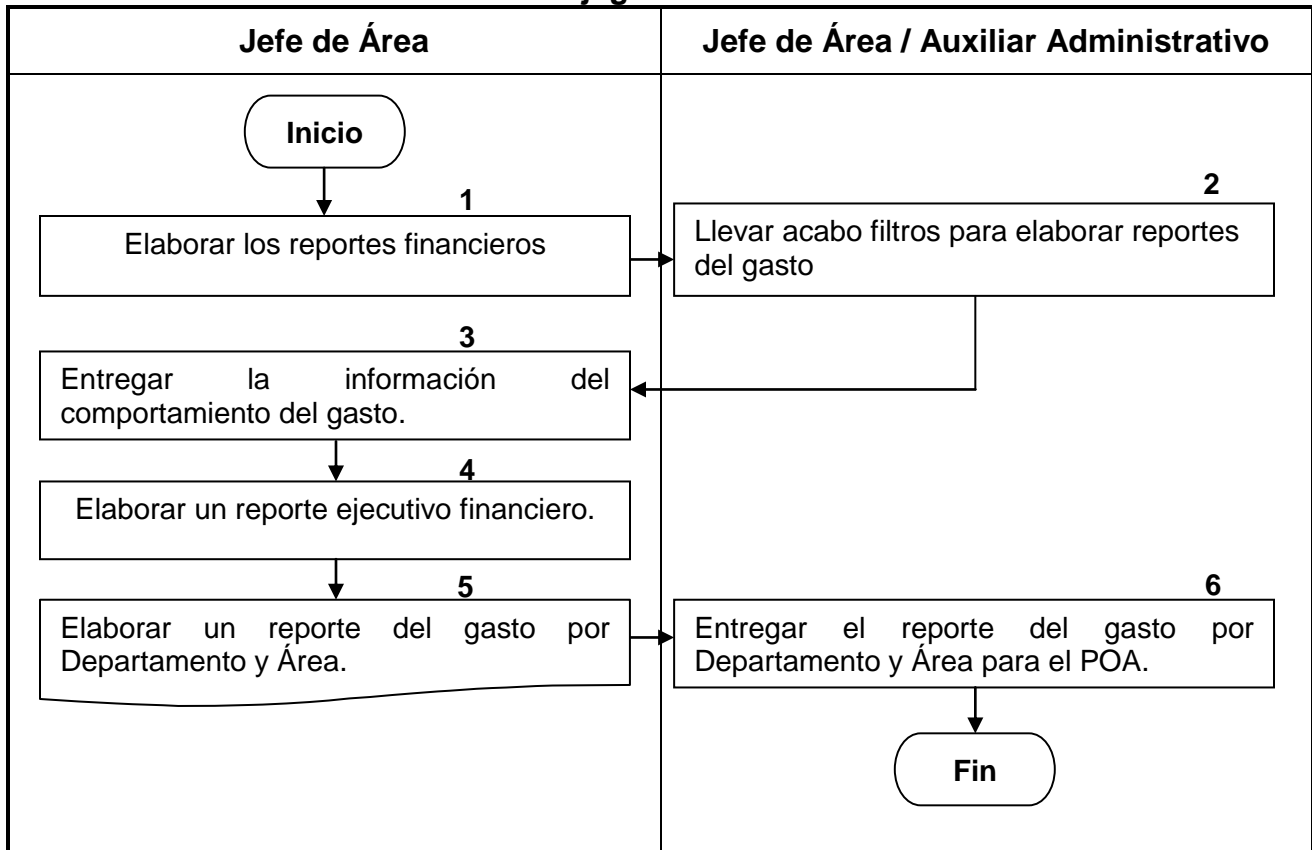 Jefe de Área
Jefe de Área / Auxiliar Administrativo
Inicio
1
Elaborar los reportes financieros
2
Llevar acabo filtros para elaborar reportes
del gasto
3
Entregar la información del
comportamiento del gasto.
4
Elaborar un reporte ejecutivo financiero.
5
Elaborar un reporte del gasto por
Departamento y Área.
6
Entregar el reporte del gasto por
Departamento y Área para el POA.
Fin